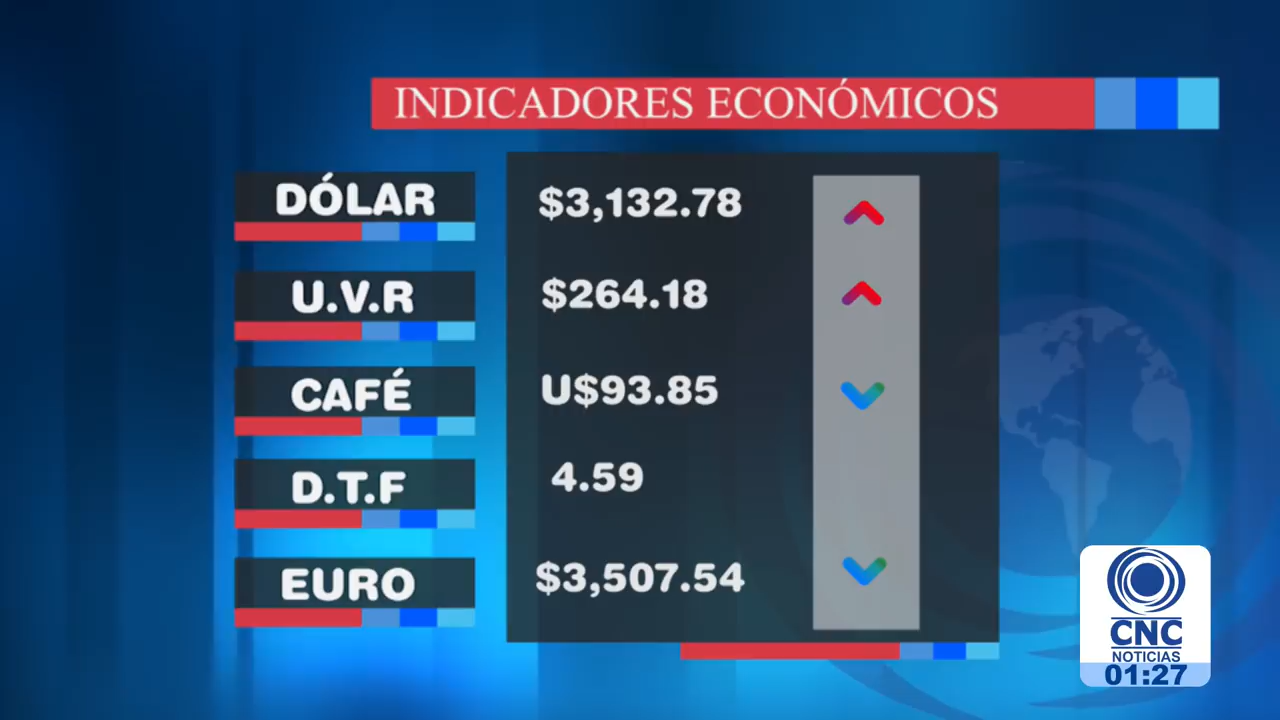 INDICADORES ECONÓMICOS
DÓLAR $3,132.78
U.V.R $264.18
CAFÉ U$93.85
D.T.F 4.59
EURO $3,507.54
CNC
NOTICIAS
01:27